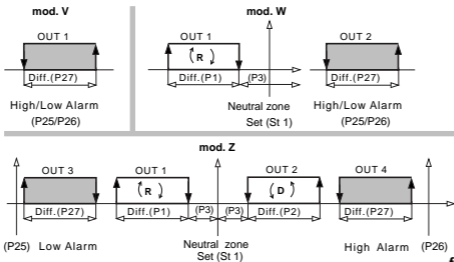 mod. V
mod. W
OUT 1
OUT 1
OUT 2
R
Diff.(P27)
Diff.(P1)
(P3)
Diff.(P27)
High/Low Alarm
(P25/P26)
Neutral zone
Set (St 1)
High/Low Alarm
(P25/P26)
mod. Z
OUT 3
OUT 1
OUT 2
OUT 4
R
D
Diff.(P27)
Diff.(P1)
(P3)
(P3)
Diff.(P2)
Diff.(P27)
(P25)
Low Alarm
Neutral zone
Set (St 1)
High Alarm
(P26)